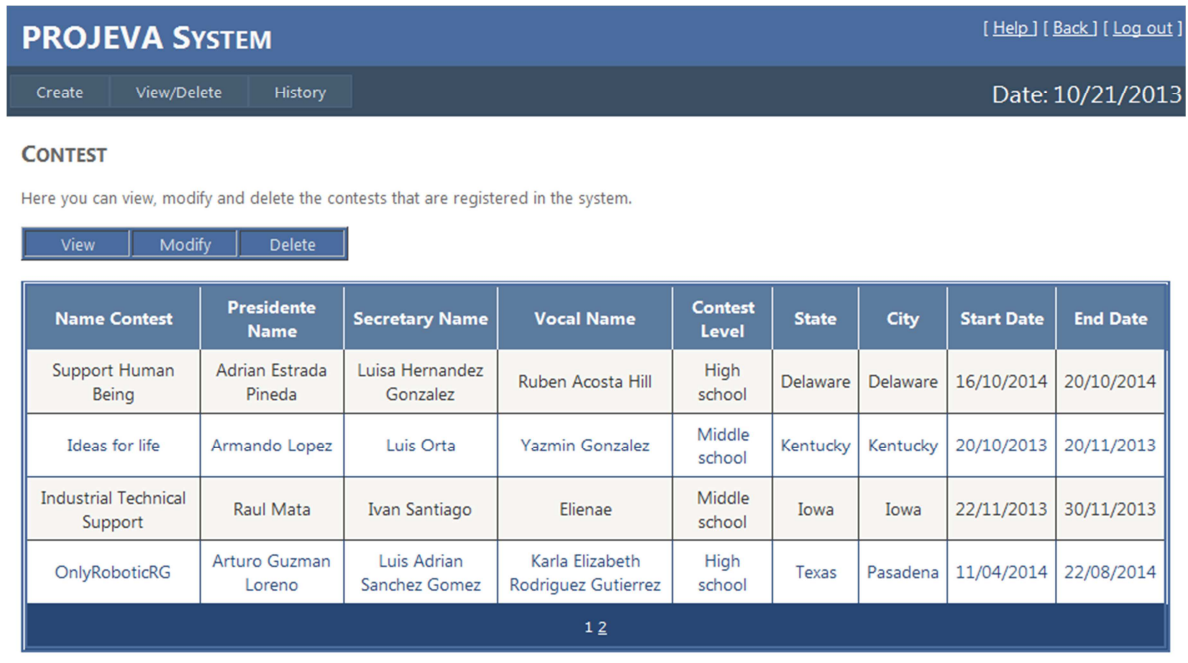 PROJEVA SYSTEM
[ Help ] [ Back ] [ Log out ]
Create View/Delete History
Date: 10/21/2013
CONTEST
Here you can view, modify and delete the contests that are registered in the system.
View Modify Delete
Name Contest Presidente Name Secretary Name Vocal Name Contest Level State City Start Date End Date
Support Human Being Adrian Estrada Pineda Luisa Hernandez Gonzalez Ruben Acosta Hill High school Delaware Delaware 16/10/2014 20/10/2014
Ideas for life Armando Lopez Luis Orta Yazmin Gonzalez Middle school Kentucky Kentucky 20/10/2013 20/11/2013
Industrial Technical Support Raul Mata Ivan Santiago Elienae Middle school Iowa Iowa 22/11/2013 30/11/2013
OnlyRoboticRG Arturo Guzman Loreno Luis Adrian Sanchez Gomez Karla Elizabeth Rodriguez Gutierrez High school Texas Pasadena 11/04/2014 22/08/2014
1 2